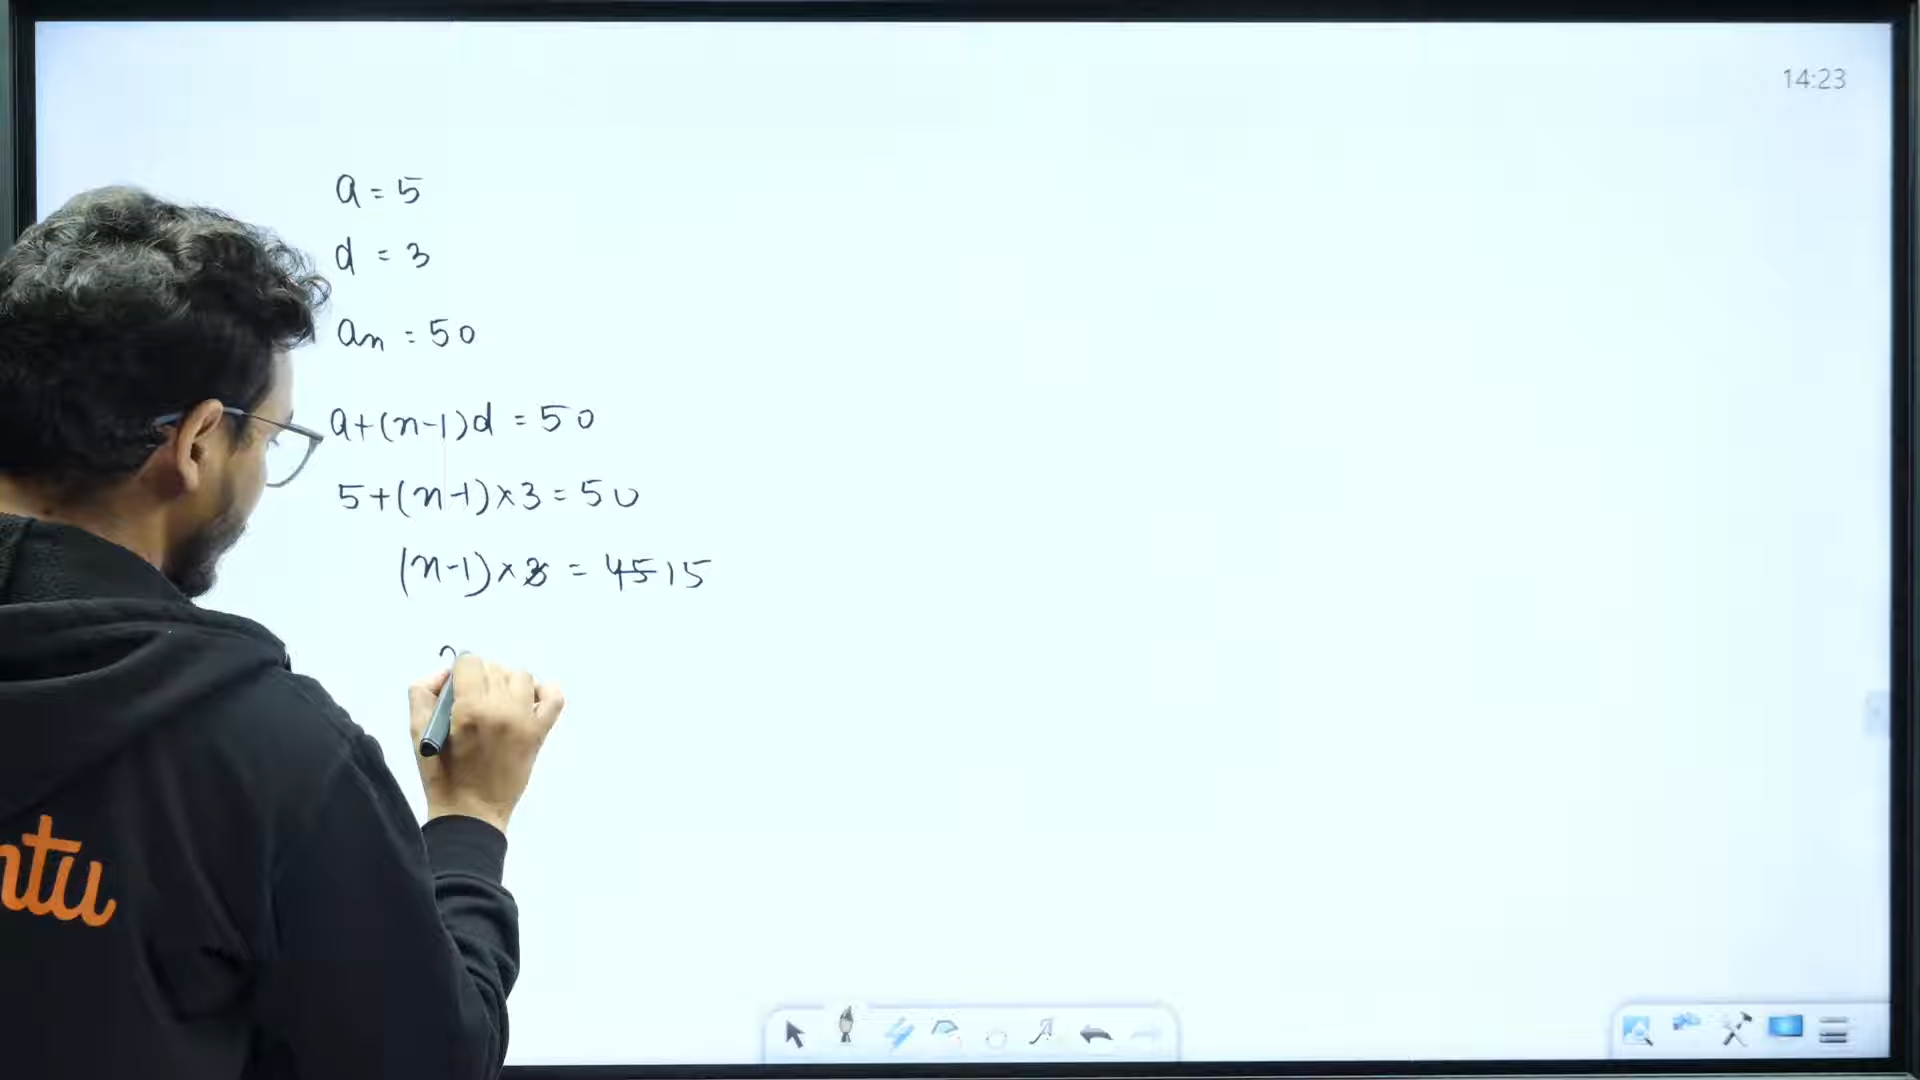 14:23
a = 5
d = 3
an = 50
a+(n-1)d = 50
5+(n-1)×3 = 50
(n-1)×3 = 45 15
ntu